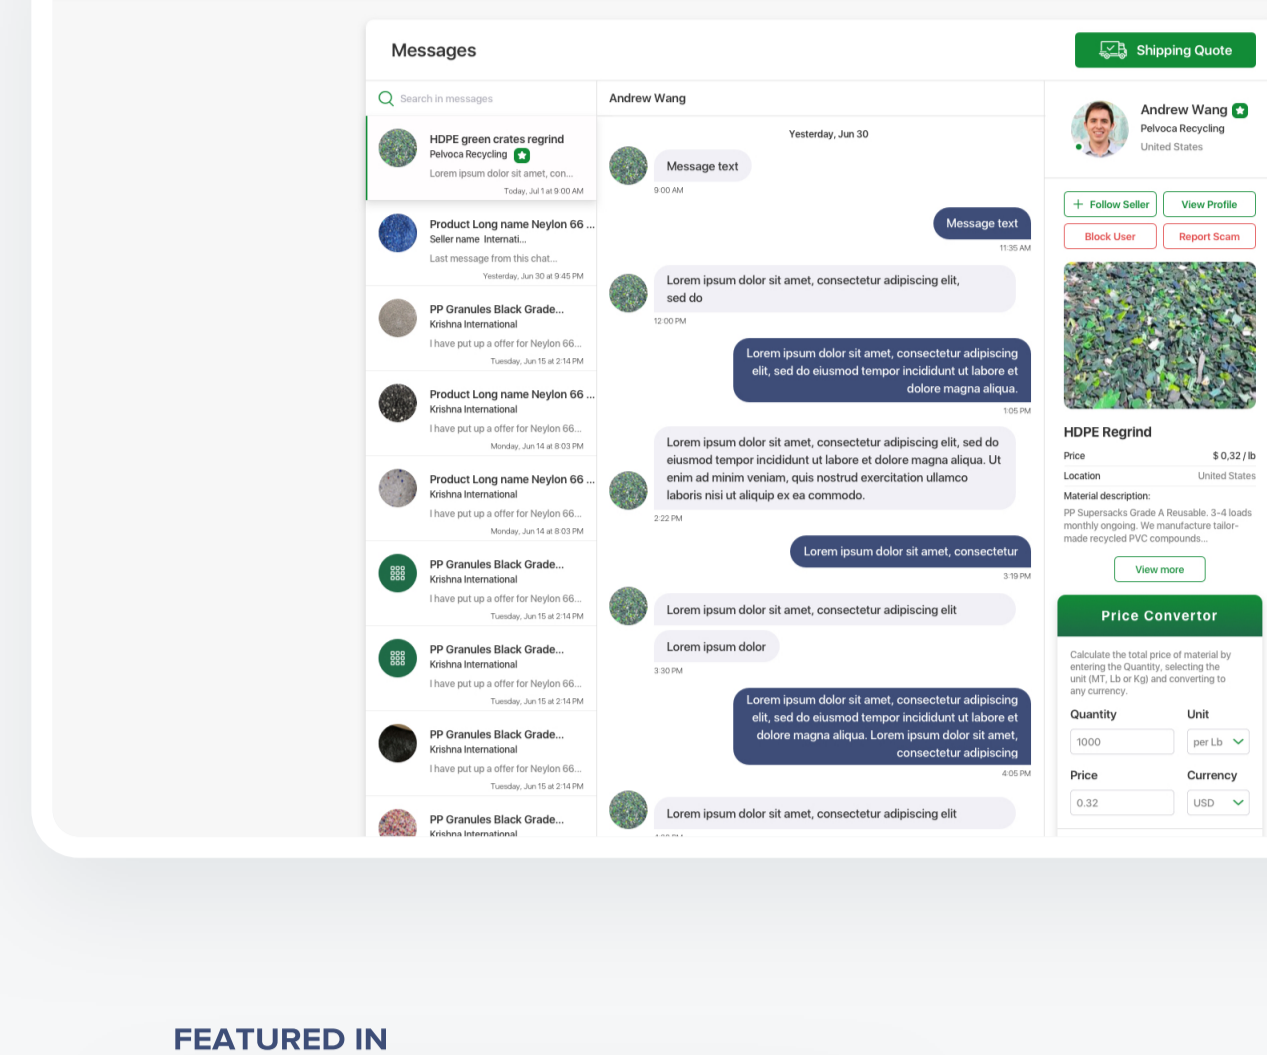 Messages
Shipping Quote
Search in messages
HDPE green crates regrind
Pelvoca Recycling
Lorem ipsum dolor sit amet, con...
Today, Jul 1 at 9:00 AM
Product Long name Neylon 66 ...
Seller name Internati...
Last message from this chat...
Yesterday, Jun 30 at 9:45 PM
PP Granules Black Grade...
Krishna International
I have put up a offer for Neylon 66...
Tuesday, Jun 15 at 2:14 PM
Product Long name Neylon 66 ...
Krishna International
I have put up a offer for Neylon 66...
Monday, Jun 14 at 8:03 PM
Product Long name Neylon 66 ...
Krishna International
I have put up a offer for Neylon 66...
Monday, Jun 14 at 8:03 PM
PP Granules Black Grade...
Krishna International
I have put up a offer for Neylon 66...
Tuesday, Jun 15 at 2:14 PM
PP Granules Black Grade...
Krishna International
I have put up a offer for Neylon 66...
Tuesday, Jun 15 at 2:14 PM
PP Granules Black Grade...
Krishna International
I have put up a offer for Neylon 66...
Tuesday, Jun 15 at 2:14 PM
PP Granules Black Grade...
Krishna International
Andrew Wang
Yesterday, Jun 30
Message text
9:00 AM
Message text
11:35 AM
Lorem ipsum dolor sit amet, consectetur adipiscing elit,
sed do
12:00 PM
Lorem ipsum dolor sit amet, consectetur adipiscing
elit, sed do eiusmod tempor incididunt ut labore et
dolore magna aliqua.
1:05 PM
Lorem ipsum dolor sit amet, consectetur adipiscing elit, sed do
eiusmod tempor incididunt ut labore et dolore magna aliqua. Ut
enim ad minim veniam, quis nostrud exercitation ullamco
laboris nisi ut aliquip ex ea commodo.
2:22 PM
Lorem ipsum dolor sit amet, consectetur
3:19 PM
Lorem ipsum dolor sit amet, consectetur adipiscing elit
Lorem ipsum dolor
3:30 PM
Lorem ipsum dolor sit amet, consectetur adipiscing
elit, sed do eiusmod tempor incididunt ut labore et
dolore magna aliqua. Lorem ipsum dolor sit amet,
consectetur adipiscing
4:05 PM
Lorem ipsum dolor sit amet, consectetur adipiscing elit
Andrew Wang
Pelvoca Recycling
United States
Follow Seller
View Profile
Block User
Report Scam
HDPE Regrind
Price $ 0,32 / lb
Location United States
Material description:
PP Supersacks Grade A Reusable. 3-4 loads
monthly ongoing. We manufacture tailor-
made recycled PVC compounds...
View more
Price Convertor
Calculate the total price of material by
entering the Quantity, selecting the
unit (MT, Lb or Kg) and converting to
any currency.
Quantity Unit
1000 per Lb
Price Currency
0.32 USD
FEATURED IN